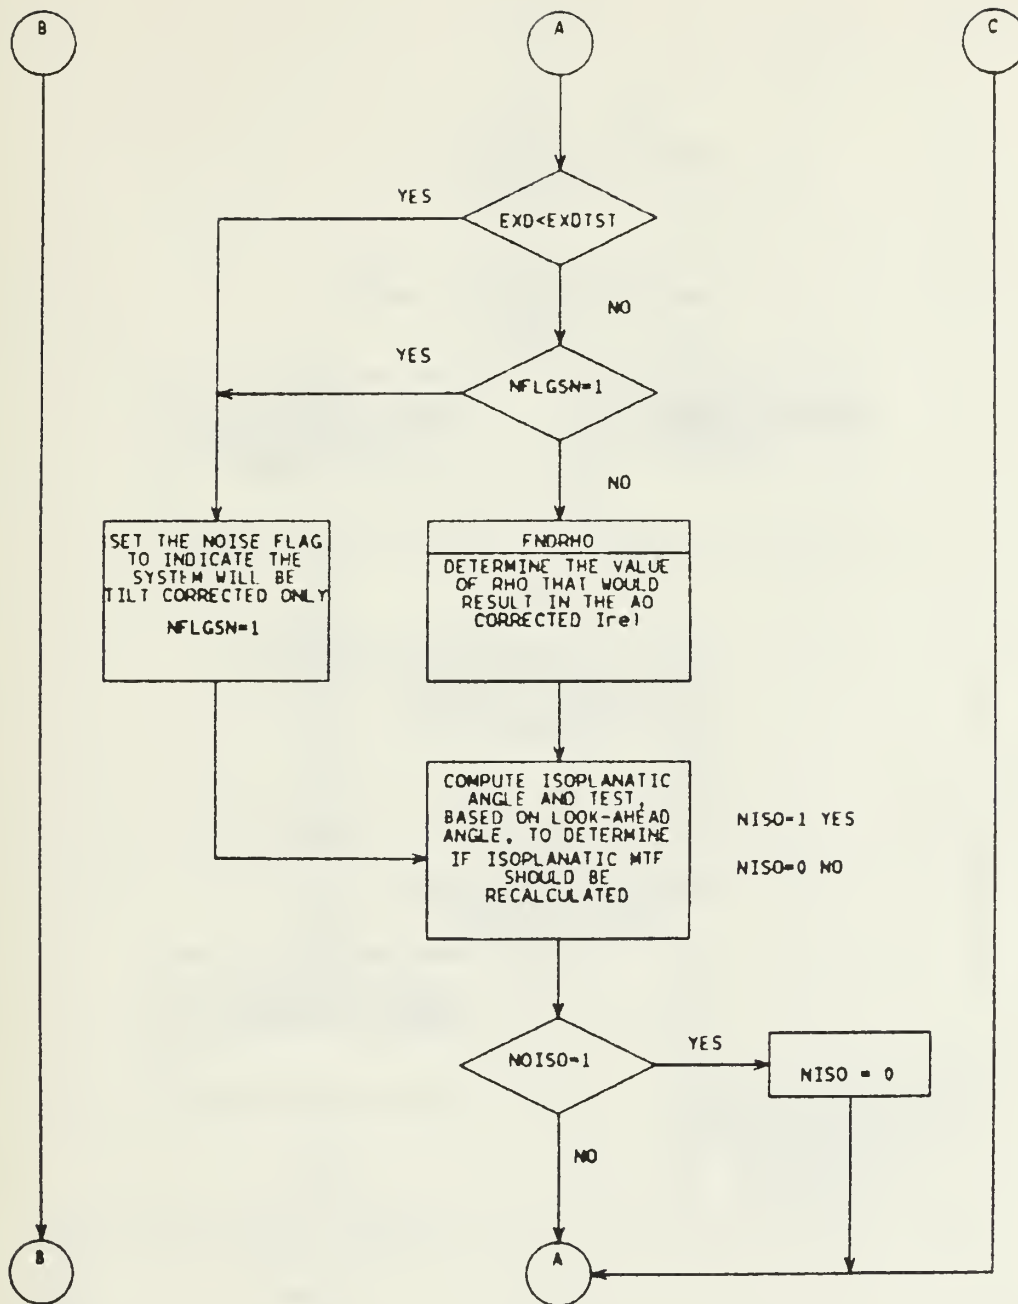 B
A
C
YES
EXD<EXDTST
NO
YES
NFLGSN=1
NO
SET THE NOISE FLAG
TO INDICATE THE
SYSTEM WILL BE
TILT CORRECTED ONLY
NFLGSN=1
FNDRHO
DETERMINE THE VALUE
OF RHO THAT WOULD
RESULT IN THE AO
CORRECTED Irel
COMPUTE ISOPLANATIC
ANGLE AND TEST,
BASED ON LOOK-AHEAD
ANGLE, TO DETERMINE
IF ISOPLANATIC MTF
SHOULD BE
RECALCULATED
NISO=1 YES
NISO=0 NO
NOISO=1
YES
NISO = 0
NO
B
A